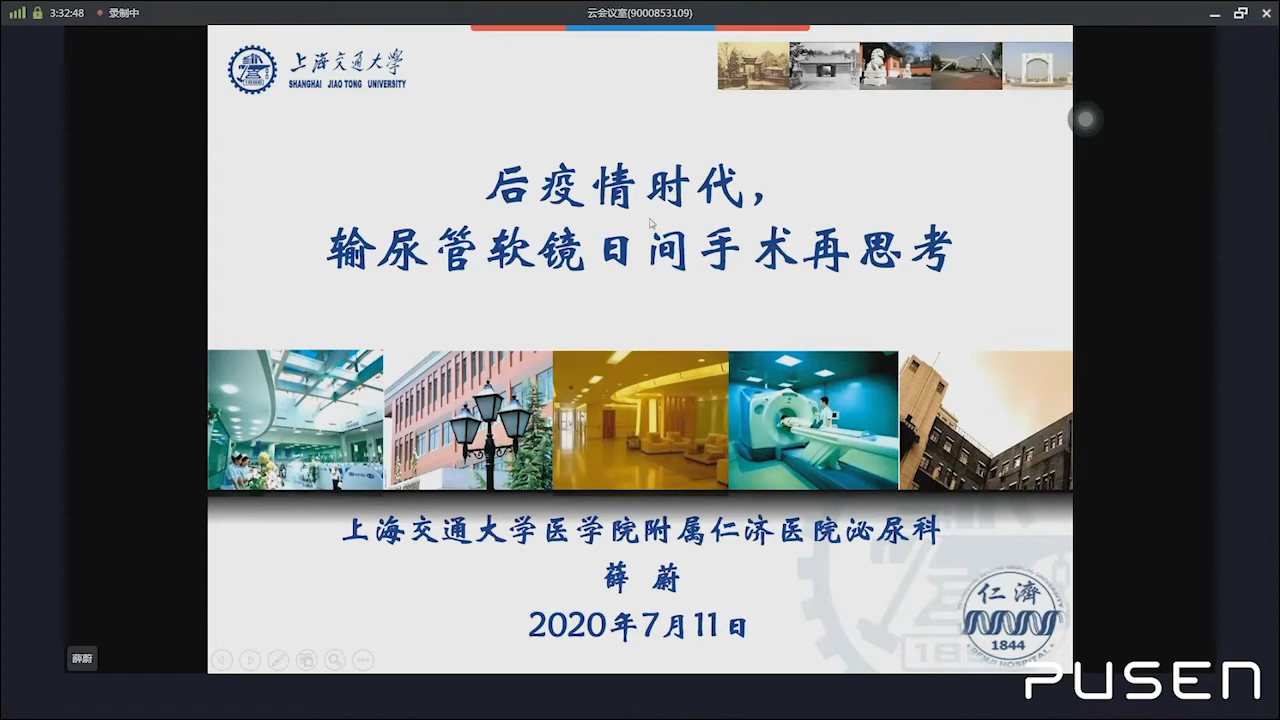 3:32:48 录制中
云会议室(9000853109)
上海交通大學
SHANGHAI JIAO TONG UNIVERSITY
后疫情时代，
输尿管软镜日间手术再思考
上海交通大学医学院附属仁济医院泌尿科
薛 蔚
2020年7月11日
仁濟
1844
RENJI HOSPITAL
薛蔚
PUSEN